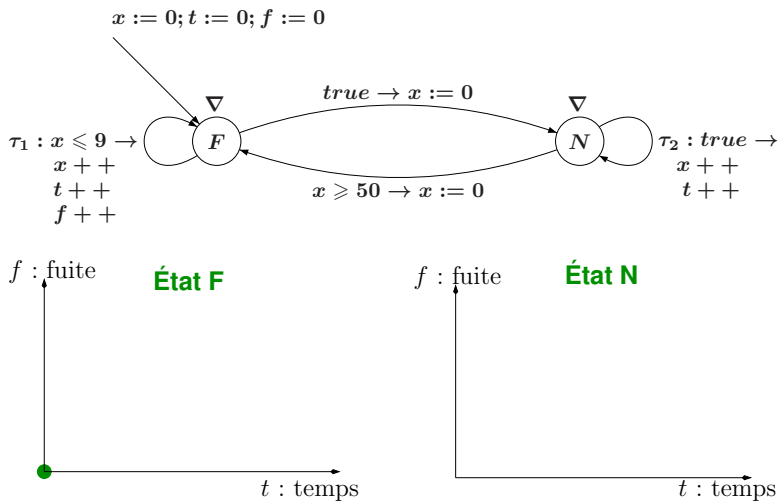 x := 0; t := 0; f := 0
∇
∇
true → x := 0
τ₁ : x ⩽ 9 →
x + +
t + +
f + +
F
N
τ₂ : true →
x + +
t + +
x ⩾ 50 → x := 0
f : fuite
État F
f : fuite
État N
t : temps
t : temps